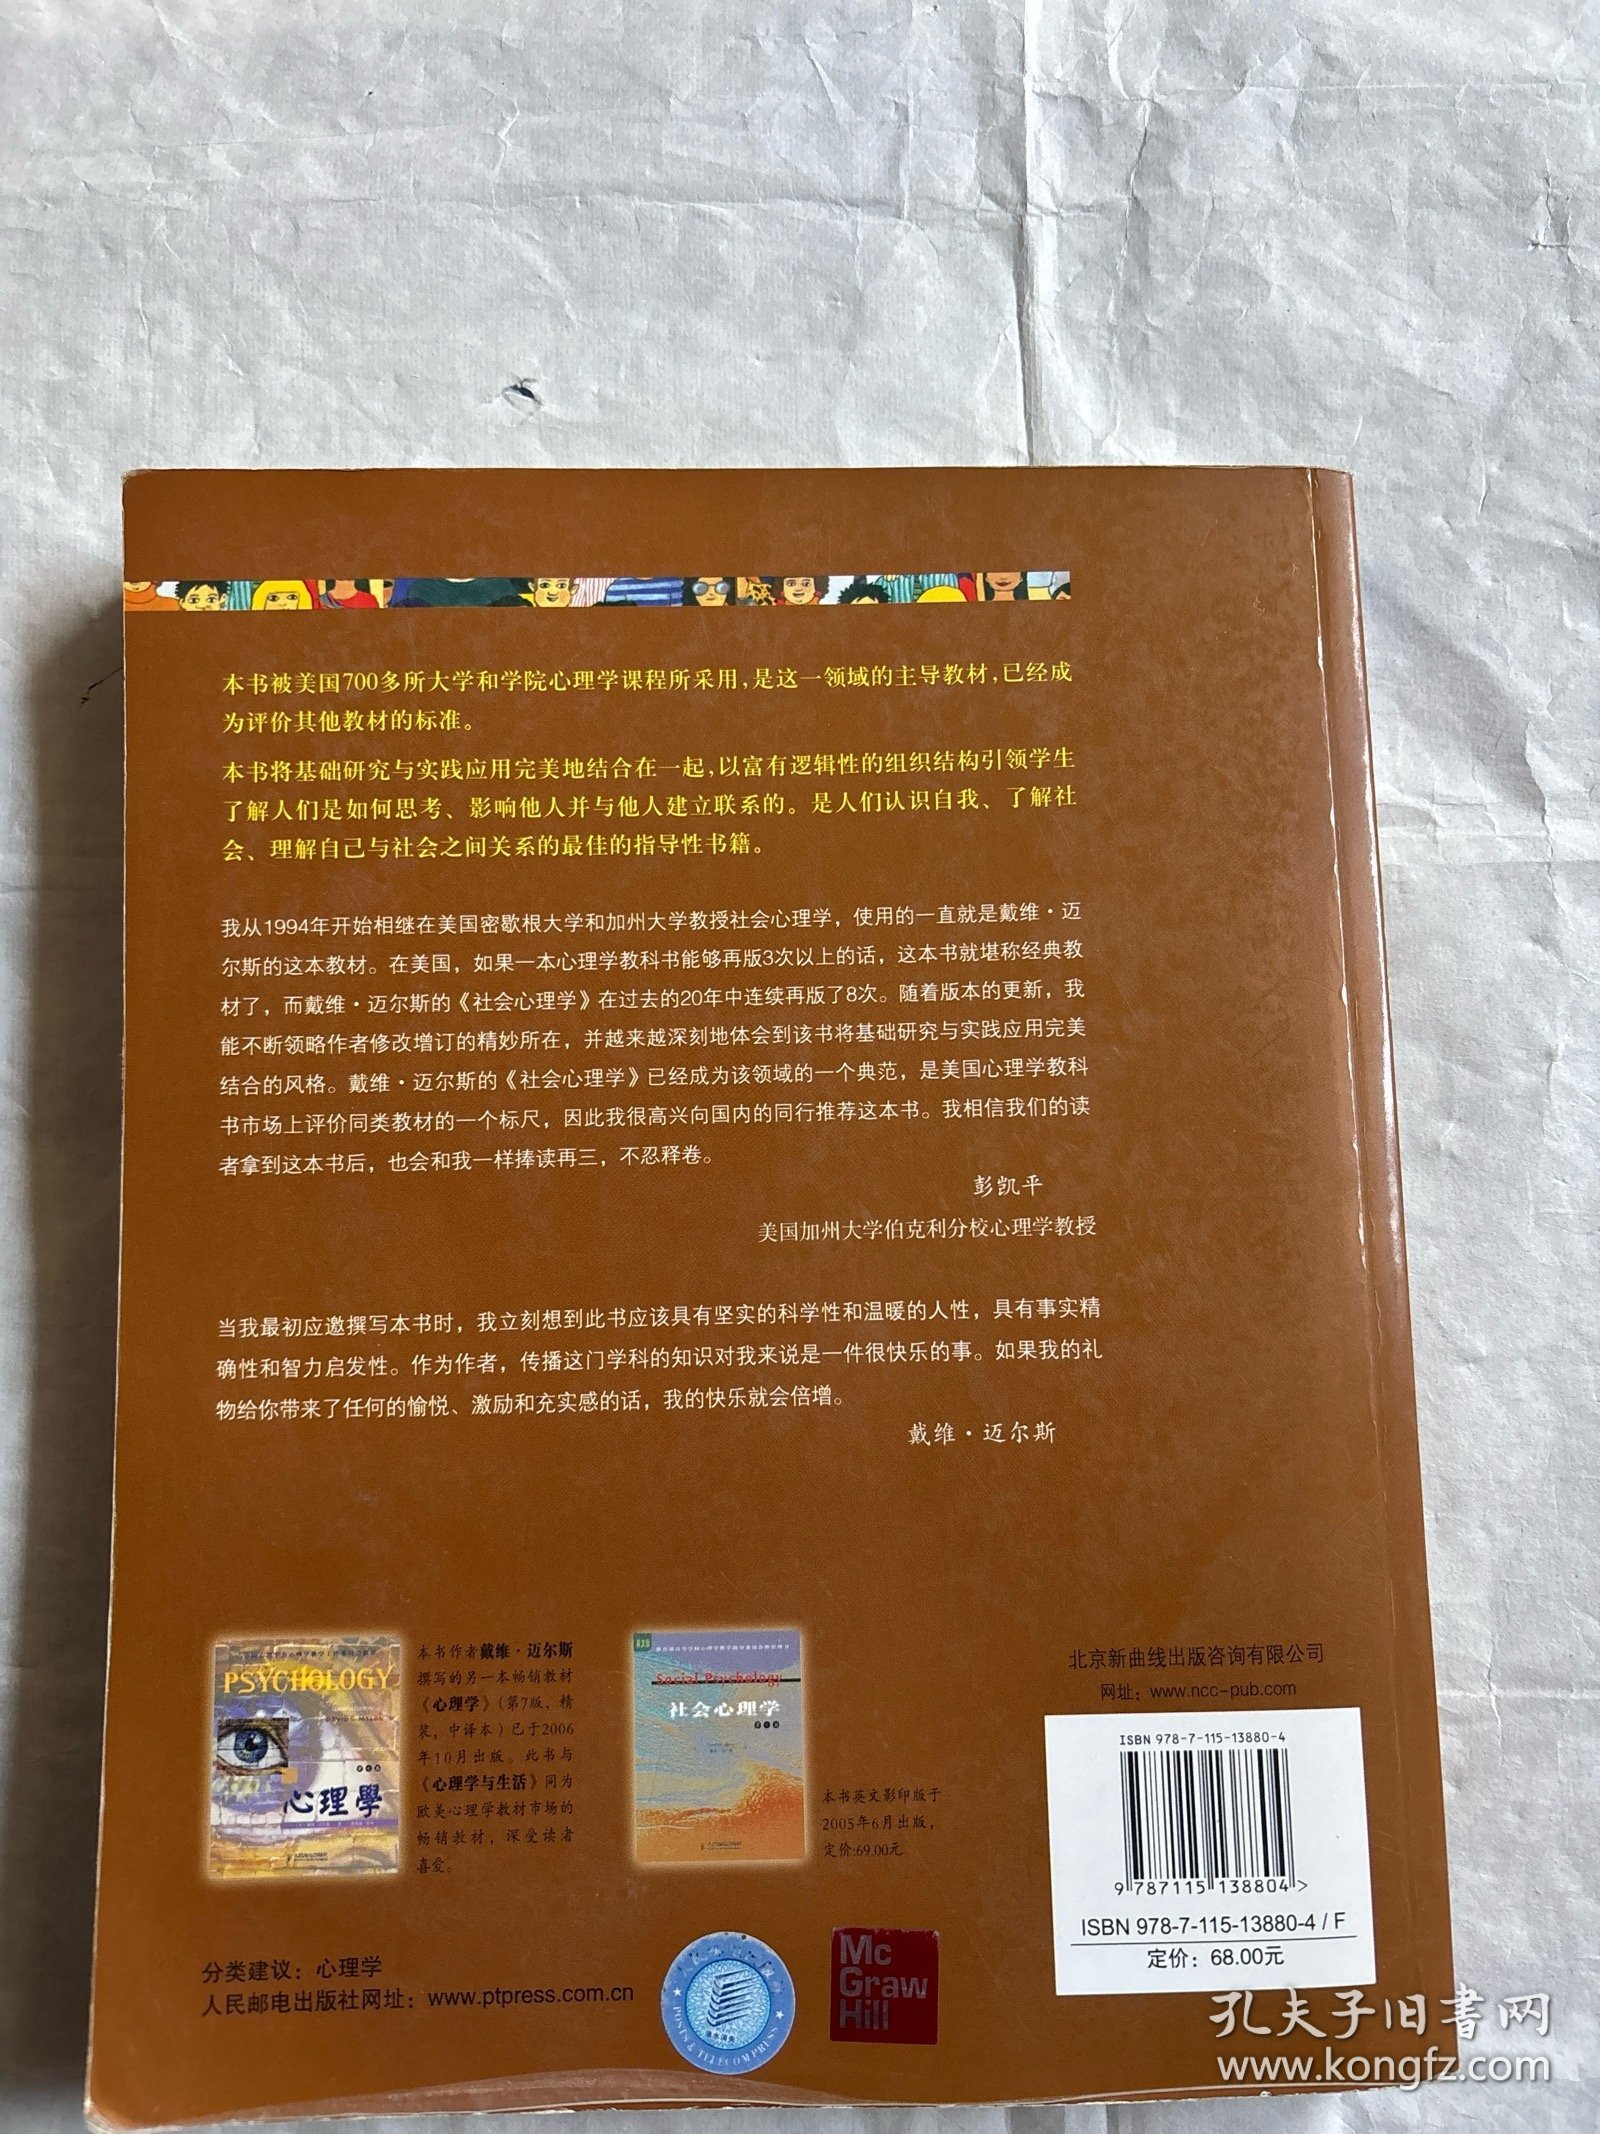 本书被美国700多所大学和学院心理学课程所采用，是这一领域的主导教材，已经成
为评价其他教材的标准。
本书将基础研究与实践应用完美地结合在一起，以富有逻辑性的组织结构引领学生
了解人们是如何思考、影响他人并与他人建立联系的。是人们认识自我、了解社
会、理解自己与社会之间关系的最佳的指导性书籍。
我从1994年开始相继在美国密歇根大学和加州大学教授社会心理学，使用的一直就是戴维·迈
尔斯的这本教材。在美国，如果一本心理学教科书能够再版3次以上的话，这本书就堪称经典教
材了，而戴维·迈尔斯的《社会心理学》在过去的20年中连续再版了8次。随着版本的更新，我
能不断领略作者修改增订的精妙所在，并越来越深刻地体会到该书将基础研究与实践应用完美
结合的风格。戴维·迈尔斯的《社会心理学》已经成为该领域的一个典范，是美国心理学教科
书市场上评价同类教材的一个标尺，因此我很高兴向国内的同行推荐这本书。我相信我们的读
者拿到这本书后，也会和我一样捧读再三，不忍释卷。
彭凯平
美国加州大学伯克利分校心理学教授
当我最初应邀撰写本书时，我立刻想到此书应该具有坚实的科学性和温暖的人性，具有事实精
确性和智力启发性。作为作者，传播这门学科的知识对我来说是一件很快乐的事。如果我的礼
物给你带来了任何的愉悦、激励和充实感的话，我的快乐就会倍增。
戴维·迈尔斯
PSYCHOLOGY
心理學
本书作者戴维·迈尔斯
撰写的另一本畅销教材
《心理学》（第7版，精
装，中译本）已于2006
年10月出版。此书与
《心理学与生活》同为
欧美心理学教材市场的
畅销教材，深受读者
喜爱。
Social Psychology
社会心理学
本书英文影印版于
2005年6月出版，
定价:69.00元
北京新曲线出版咨询有限公司
网址：www.ncc-pub.com
ISBN 978-7-115-13880-4
9 787115 138804 >
ISBN 978-7-115-13880-4 / F
定价：68.00元
分类建议：心理学
人民邮电出版社网址：www.ptpress.com.cn
POSTS & TELECOMPRESS
Mc
Graw
Hill
孔夫子旧书网
www.kongfz.com